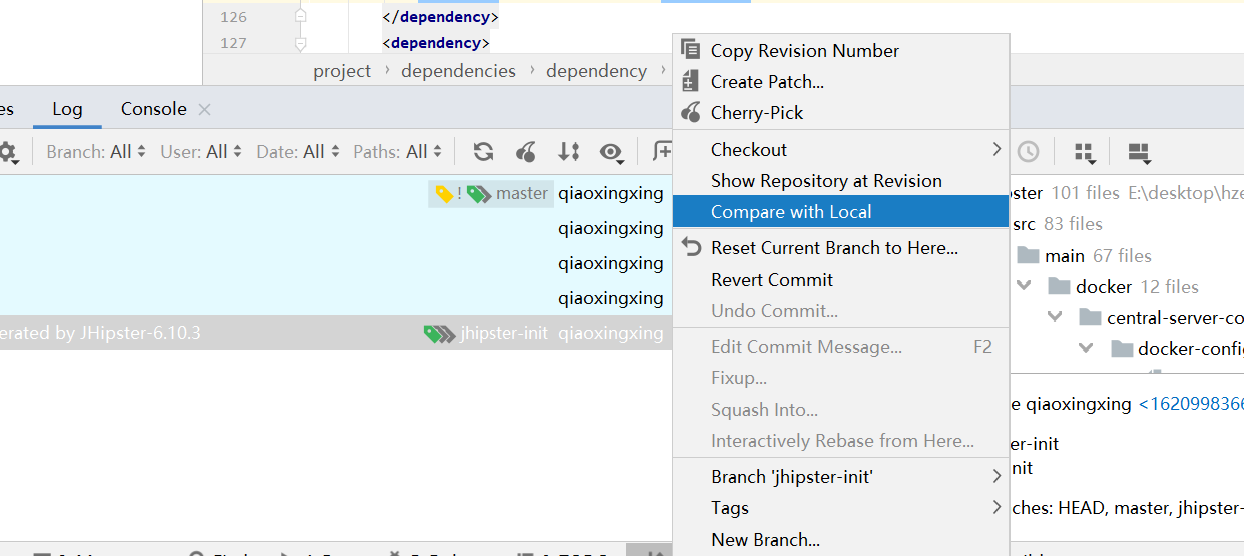 126 </dependency>
127 <dependency>
project › dependencies › dependency ›
es Log Console
Branch: All User: All Date: All Paths: All
! master qiaoxingxing
qiaoxingxing
qiaoxingxing
qiaoxingxing
erated by JHipster-6.10.3 jhipster-init qiaoxingxing
Copy Revision Number
Create Patch...
Cherry-Pick
Checkout
Show Repository at Revision
Compare with Local
Reset Current Branch to Here...
Revert Commit
Undo Commit...
Edit Commit Message... F2
Fixup...
Squash Into...
Interactively Rebase from Here...
Branch 'jhipster-init'
Tags
New Branch...
ster 101 files E:\desktop\hze
src 83 files
main 67 files
docker 12 files
central-server-co
docker-config
e qiaoxingxing <1620998366
er-init
nit
ches: HEAD, master, jhipster-